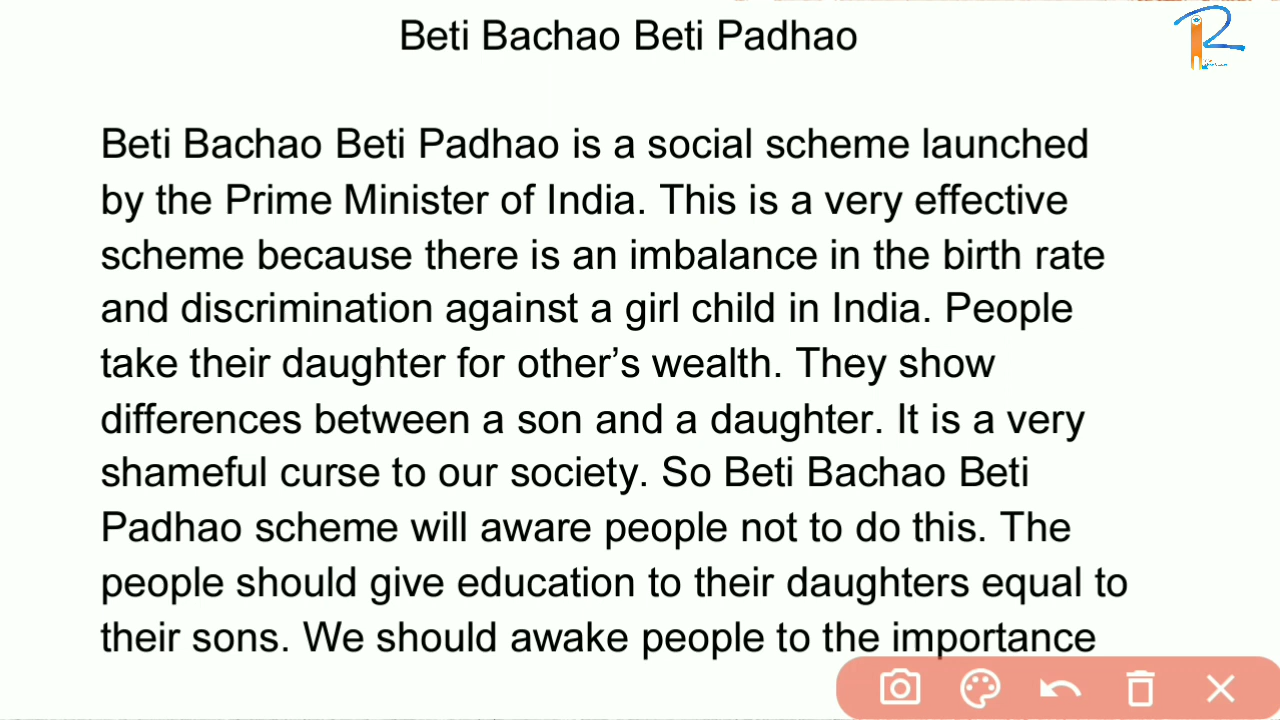 Beti Bachao Beti Padhao
Beti Bachao Beti Padhao is a social scheme launched
by the Prime Minister of India. This is a very effective
scheme because there is an imbalance in the birth rate
and discrimination against a girl child in India. People
take their daughter for other’s wealth. They show
differences between a son and a daughter. It is a very
shameful curse to our society. So Beti Bachao Beti
Padhao scheme will aware people not to do this. The
people should give education to their daughters equal to
their sons. We should awake people to the importance